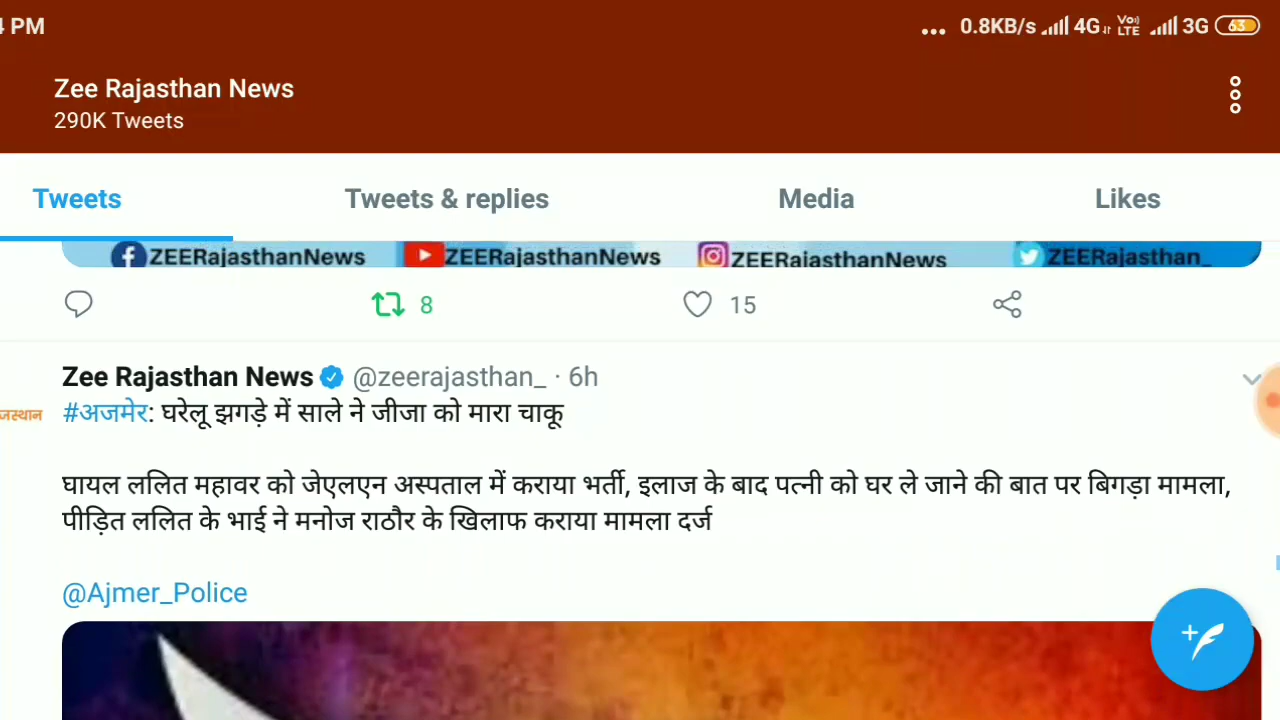 PM
... 0.8KB/s 4G Vo) LTE 3G 63
Zee Rajasthan News
290K Tweets
Tweets Tweets & replies Media Likes
ZEERajasthanNews ZEERajasthanNews ZEERajasthanNews ZEERajasthan_
8 15
Zee Rajasthan News @zeerajasthan_ · 6h
#अजमेर: घरेलू झगड़े में साले ने जीजा को मारा चाकू
घायल ललित महावर को जेएलएन अस्पताल में कराया भर्ती, इलाज के बाद पत्नी को घर ले जाने की बात पर बिगड़ा मामला,
पीड़ित ललित के भाई ने मनोज राठौर के खिलाफ कराया मामला दर्ज
@Ajmer_Police